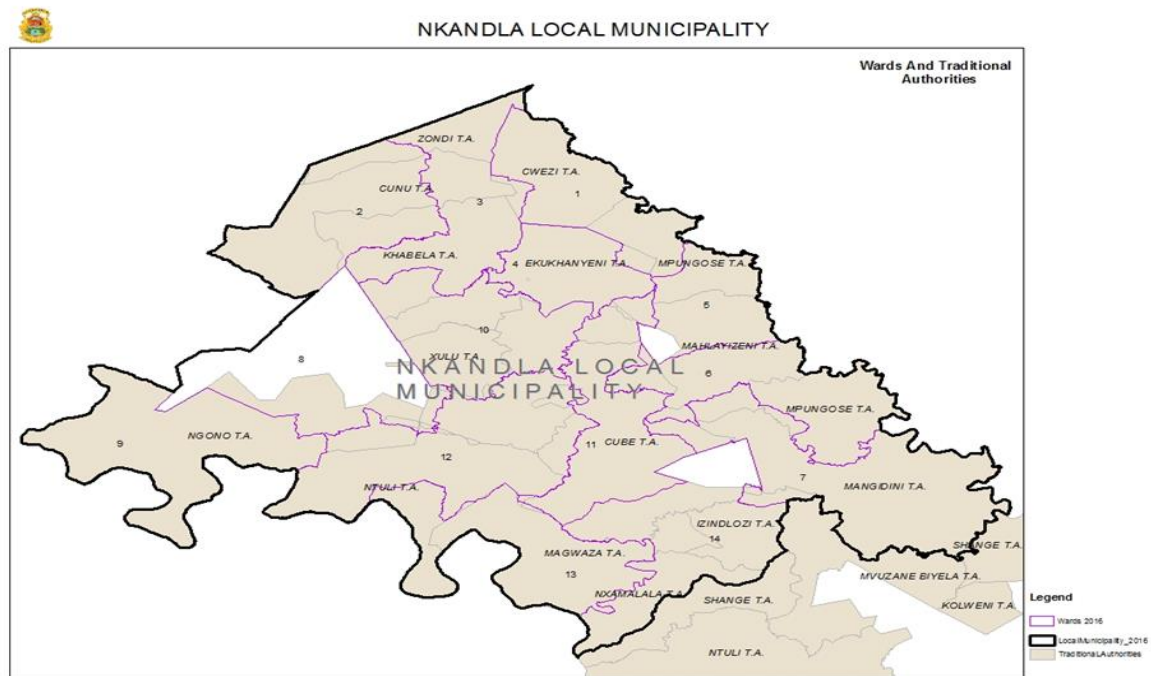 NKANDLA LOCAL MUNICIPALITY
Wards And Traditional
Authorities
ZONDI T.A.
CWEZI T.A.
1
CUNU T.A.
3
2
KHABELA T.A.
4
EKUKHANYENI T.A.
MPUNGOSE T.A.
5
10
8
XULU T.A.
MAHLAYIZENI T.A.
6
NKANDLA LOCAL
MUNICIPALITY
MPUNGOSE T.A.
9
NGONO T.A.
11
CUBE T.A.
12
7
MANGIDINI T.A.
NTULI T.A.
IZINDLOZI T.A.
14
MAGWAZA T.A.
13
SHANGE T.A.
MVUZANE BIYELA T.A.
NXAMALALA T.A.
SHANGE T.A.
KOLWENI T.A.
NTULI T.A.
Legend
Wards 2016
LocalMunicipality_2016
TraditionalAuthorities